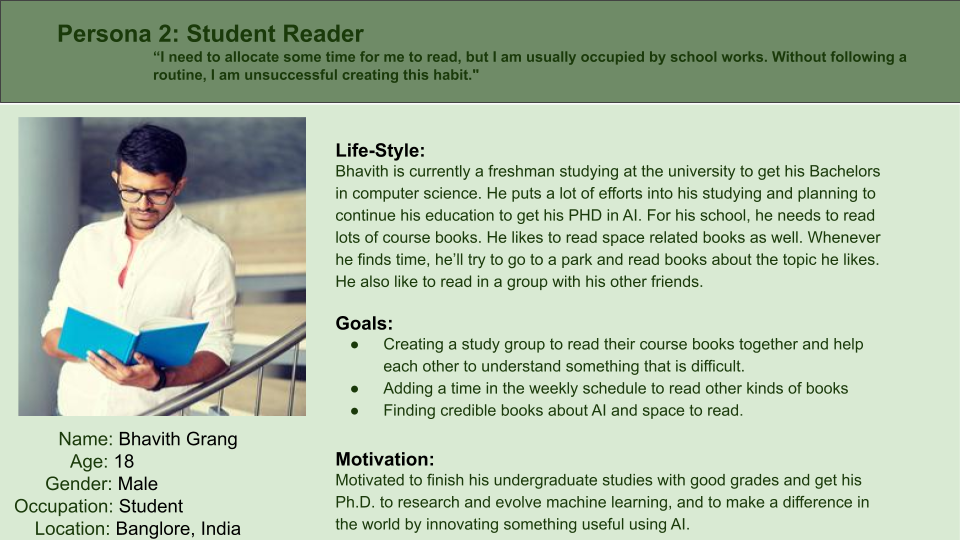 Persona 2: Student Reader
“I need to allocate some time for me to read, but I am usually occupied by school works. Without following a
routine, I am unsuccessful creating this habit."
Life-Style:
Bhavith is currently a freshman studying at the university to get his Bachelors
in computer science. He puts a lot of efforts into his studying and planning to
continue his education to get his PHD in AI. For his school, he needs to read
lots of course books. He likes to read space related books as well. Whenever
he finds time, he’ll try to go to a park and read books about the topic he likes.
He also like to read in a group with his other friends.
Goals:
● Creating a study group to read their course books together and help
each other to understand something that is difficult.
● Adding a time in the weekly schedule to read other kinds of books
● Finding credible books about AI and space to read.
Motivation:
Motivated to finish his undergraduate studies with good grades and get his
Ph.D. to research and evolve machine learning, and to make a difference in
the world by innovating something useful using AI.
Name: Bhavith Grang
Age: 18
Gender: Male
Occupation: Student
Location: Banglore, India